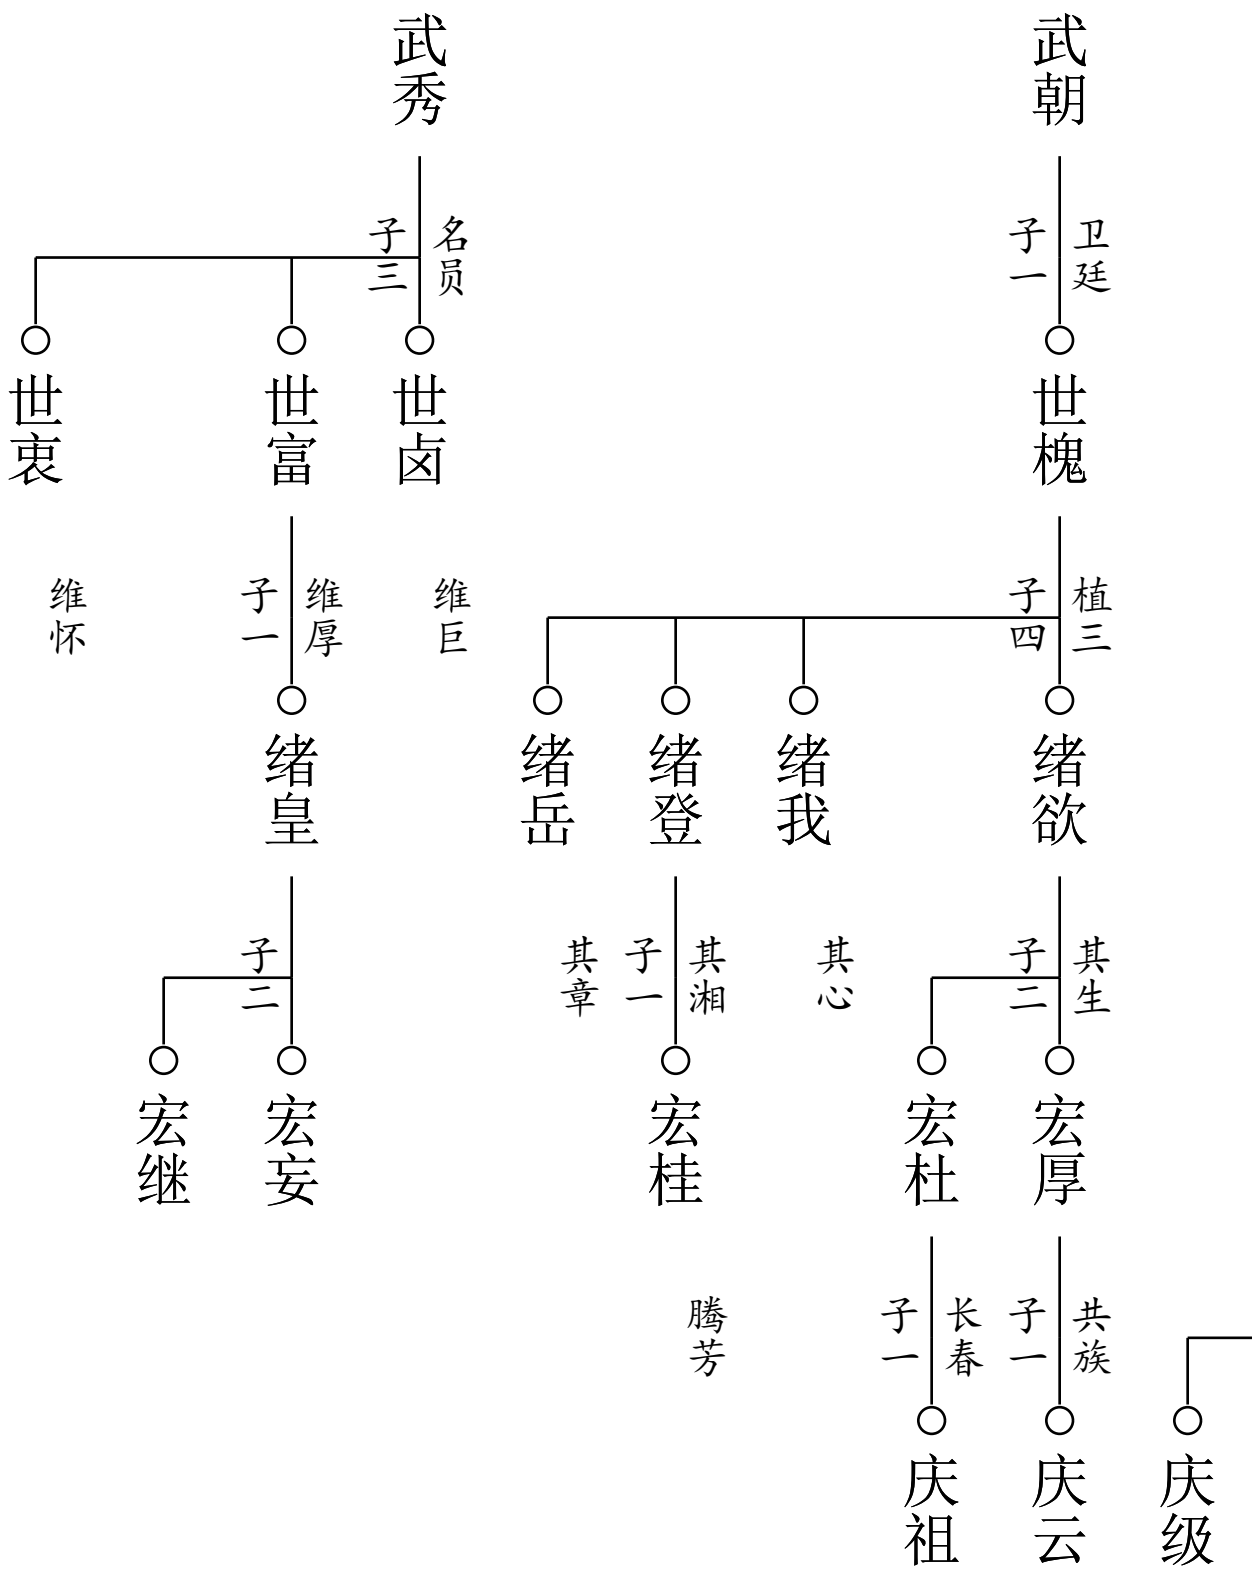 武朝
卫廷
子一
世槐
植三
子四
绪欲
绪我
绪登
绪岳
其生
子二
其心
其湘
子一
其章
宏厚
宏杜
宏桂
共族
子一
长春
子一
腾芳
庆级
庆云
庆祖
武秀
名员
子三
世卤
世富
世衷
维巨
维厚
子一
维怀
绪皇
子二
宏妄
宏继